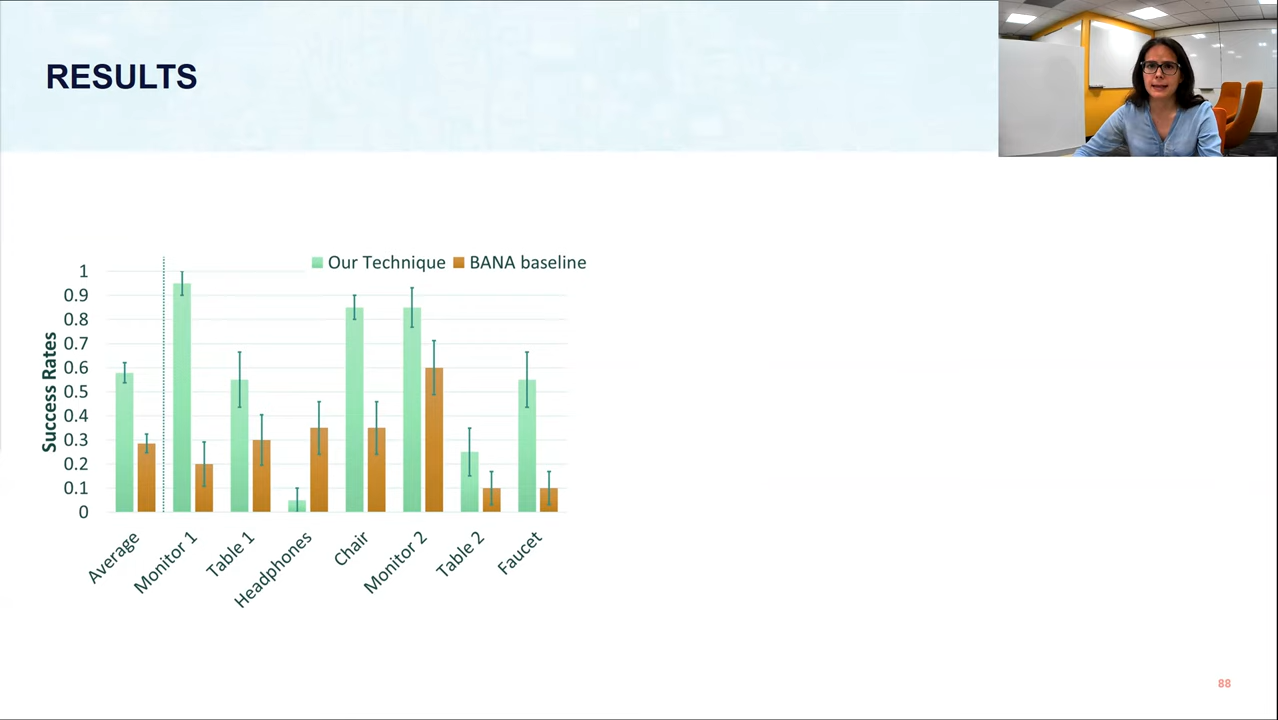 RESULTS
Our Technique BANA baseline
Success Rates
1
0.9
0.8
0.7
0.6
0.5
0.4
0.3
0.2
0.1
0
Average
Monitor 1
Table 1
Headphones
Chair
Monitor 2
Table 2
Faucet
88